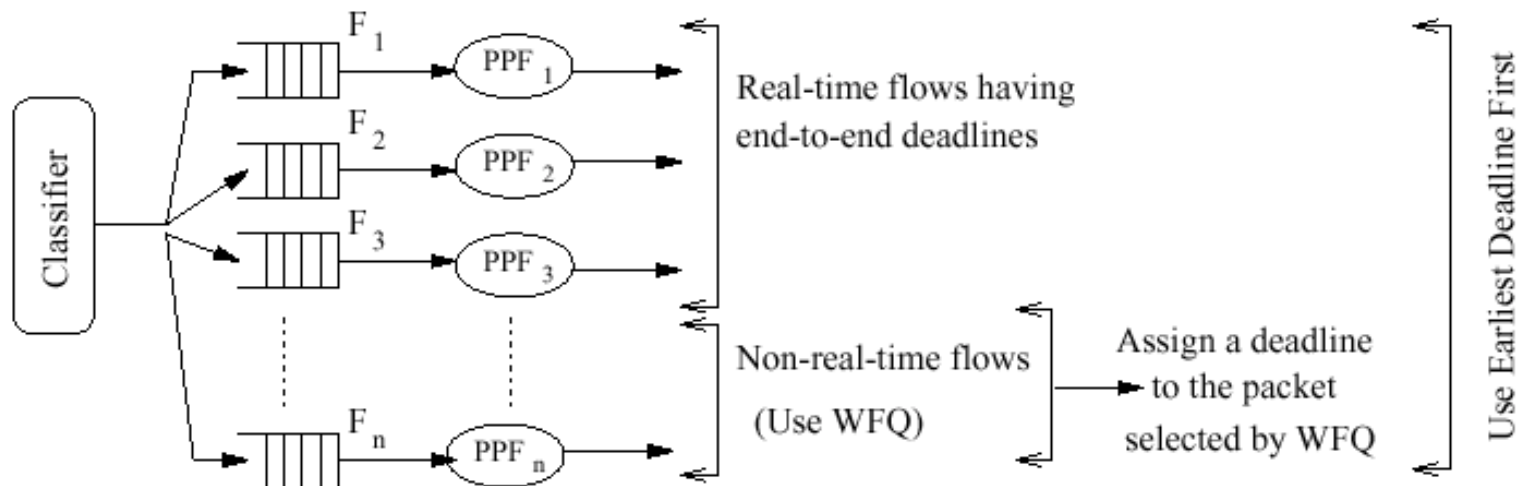 Classifier
F 1
PPF 1
F 2
PPF 2
F 3
PPF 3
F n
PPF n
Real-time flows having
end-to-end deadlines
Non-real-time flows
(Use WFQ)
Assign a deadline
to the packet
selected by WFQ
Use Earliest Deadline First